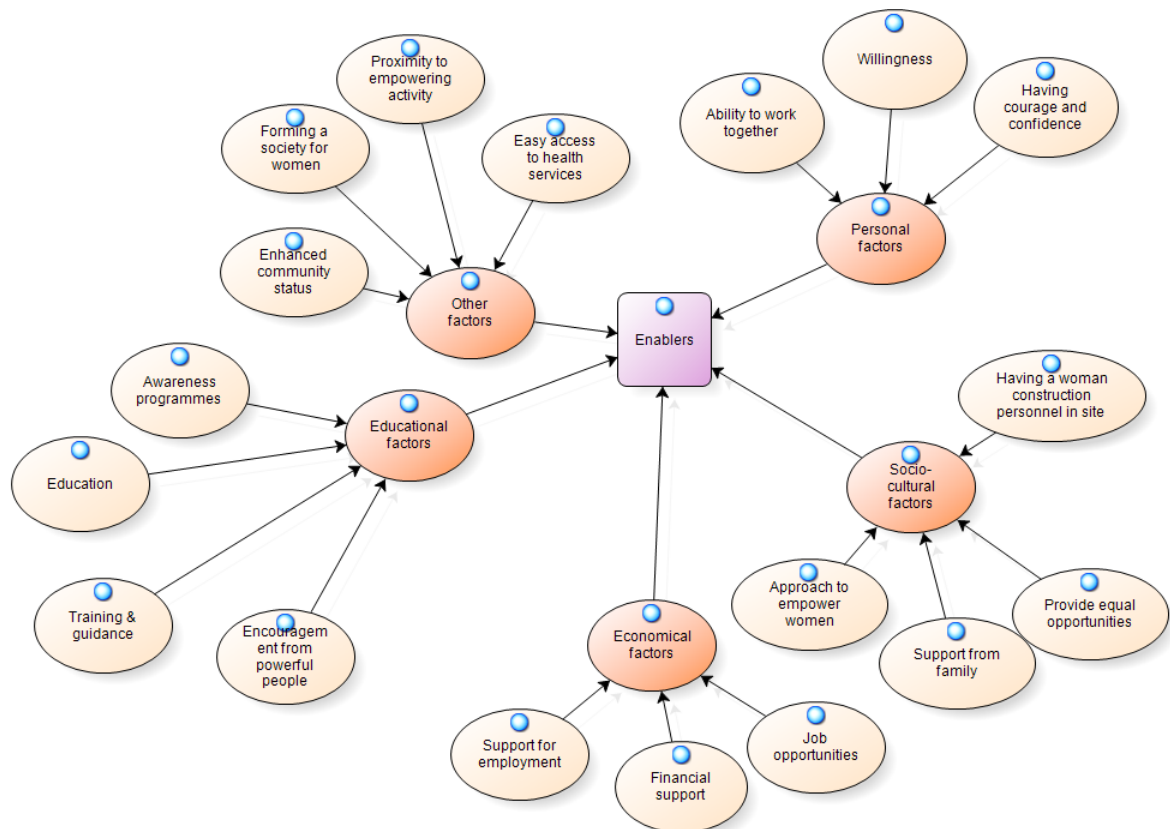 Proximity to
empowering
activity
Willingness
Having
courage and
confidence
Ability to work
together
Forming a
society for
women
Easy access
to health
services
Personal
factors
Enhanced
community
status
Other
factors
Enablers
Awareness
programmes
Having a woman
construction
personnel in site
Educational
factors
Education
Socio-
cultural
factors
Approach to
empower
women
Provide equal
opportunities
Training &
guidance
Encouragem
ent from
powerful
people
Economical
factors
Support from
family
Support for
employment
Job
opportunities
Financial
support